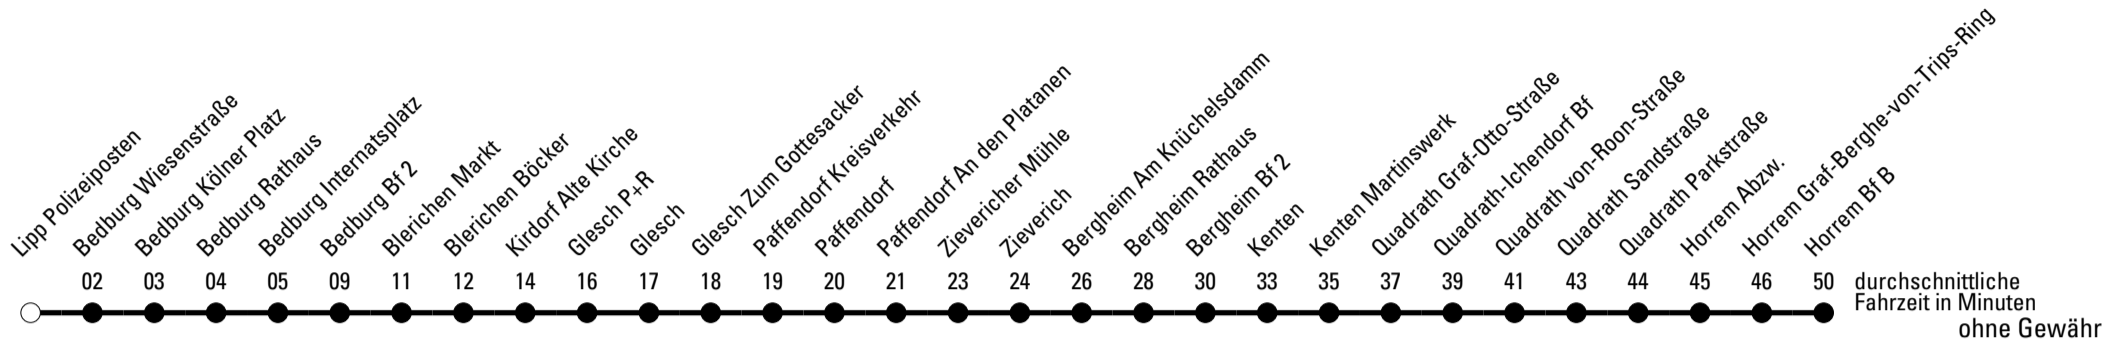 Lipp Polizeiposten
Bedburg Wiesenstraße
Bedburg Kölner Platz
Bedburg Rathaus
Bedburg Internatsplatz
Bedburg Bf 2
Blerichen Markt
Blerichen Böcker
Kirdorf Alte Kirche
Glesch P+R
Glesch
Glesch Zum Gottesacker
Paffendorf Kreisverkehr
Paffendorf
Paffendorf An den Platanen
Zievericher Mühle
Zieverich
Bergheim Am Knüchelsdamm
Bergheim Rathaus
Bergheim Bf 2
Kenten
Kenten Martinswerk
Quadrath Graf-Otto-Straße
Quadrath-Ichendorf Bf
Quadrath von-Roon-Straße
Quadrath Sandstraße
Quadrath Parkstraße
Horrem Abzw.
Horrem Graf-Berghe-von-Trips-Ring
Horrem Bf B
02 03 04 05 09 11 12 14 16 17 18 19 20 21 23 24 26 28 30 33 35 37 39 41 43 44 45 46 50 durchschnittliche
Fahrzeit in Minuten
ohne Gewähr